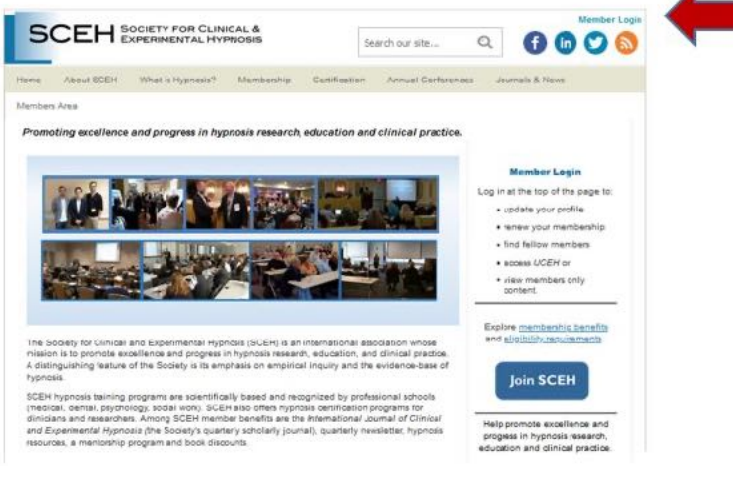 Member Login
SCEH SOCIETY FOR CLINICAL &
EXPERIMENTAL HYPNOSIS
Search our site...
Home About SCEH What is Hypnosis? Membership Certification Annual Conferences Journals & News
Members Area
Promoting excellence and progress in hypnosis research, education and clinical practice.
Member Login
Log in at the top of the page to:
• update your profile
• renew your membership
• find fellow members
• access UCEH or
• view members only
content.
Explore membership benefits
and eligibility requirements
Join SCEH
Help promote excellence and
progress in hypnosis research,
education and clinical practice.
The Society for Clinical and Experimental Hypnosis (SCEH) is an international association whose
mission is to promote excellence and progress in hypnosis research, education, and clinical practice.
A distinguishing feature of the Society is its emphasis on empirical inquiry and the evidence-base of
hypnosis.
SCEH hypnosis training programs are scientifically based and recognized by professional schools
(medical, dental, psychology, social work). SCEH also offers hypnosis certification programs for
clinicians and researchers. Among SCEH member benefits are the International Journal of Clinical
and Experimental Hypnosis (the Society's quarterly scholarly journal), quarterly newsletter, hypnosis
resources, a mentorship program and book discounts.